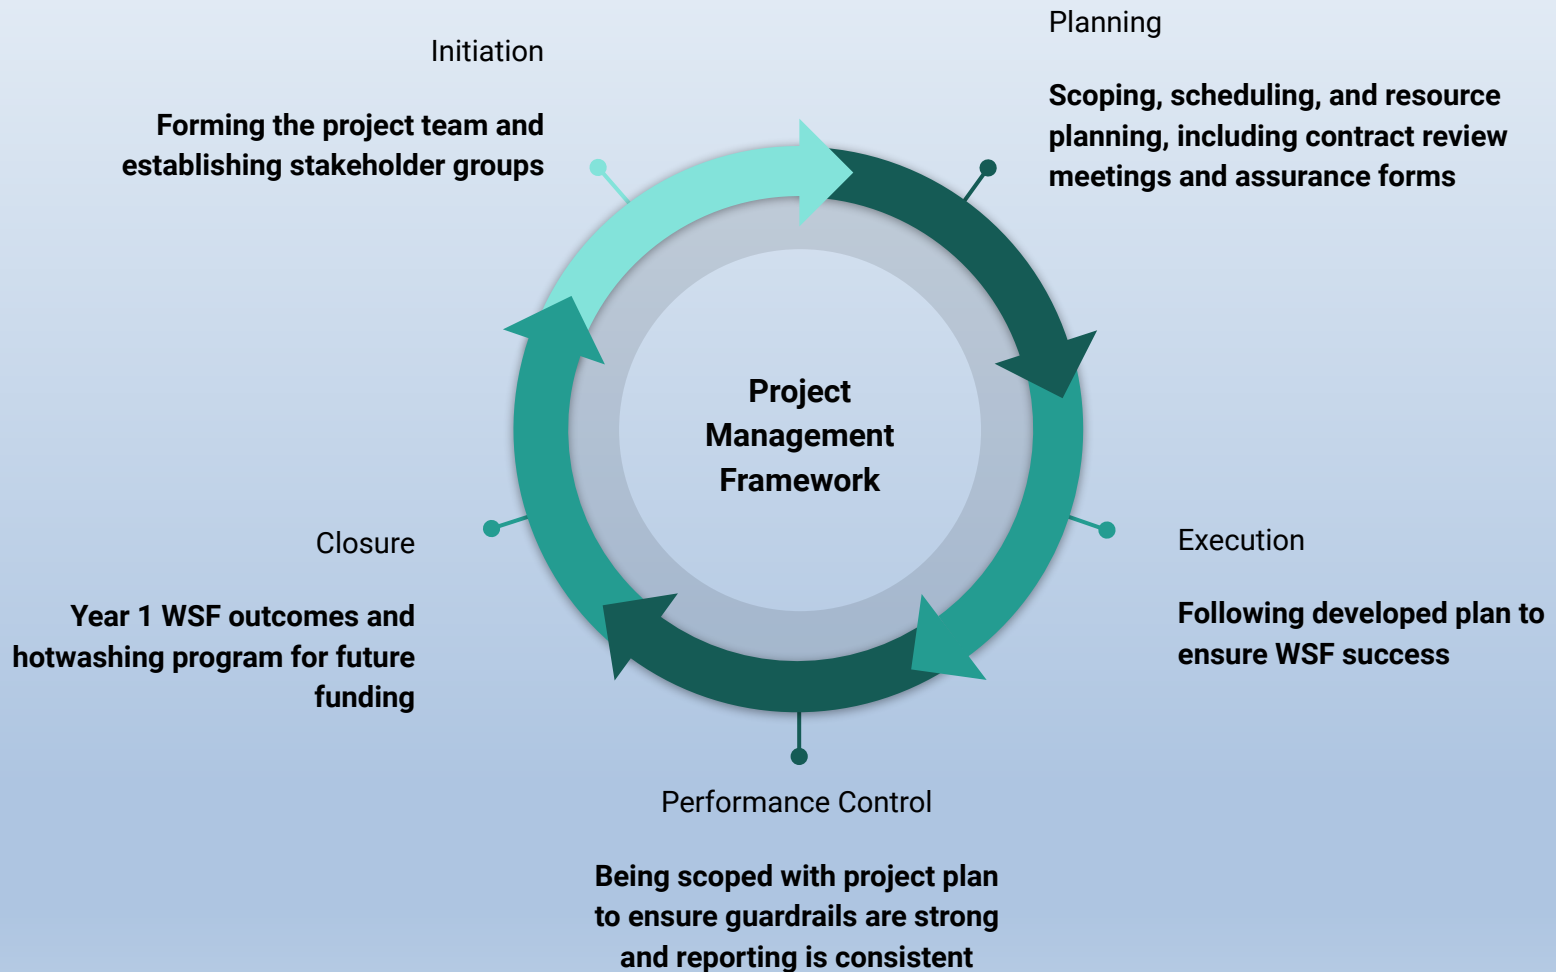 Initiation
Forming the project team and
establishing stakeholder groups
Planning
Scoping, scheduling, and resource
planning, including contract review
meetings and assurance forms
Project
Management
Framework
Execution
Following developed plan to
ensure WSF success
Performance Control
Being scoped with project plan
to ensure guardrails are strong
and reporting is consistent
Closure
Year 1 WSF outcomes and
hotwashing program for future
funding